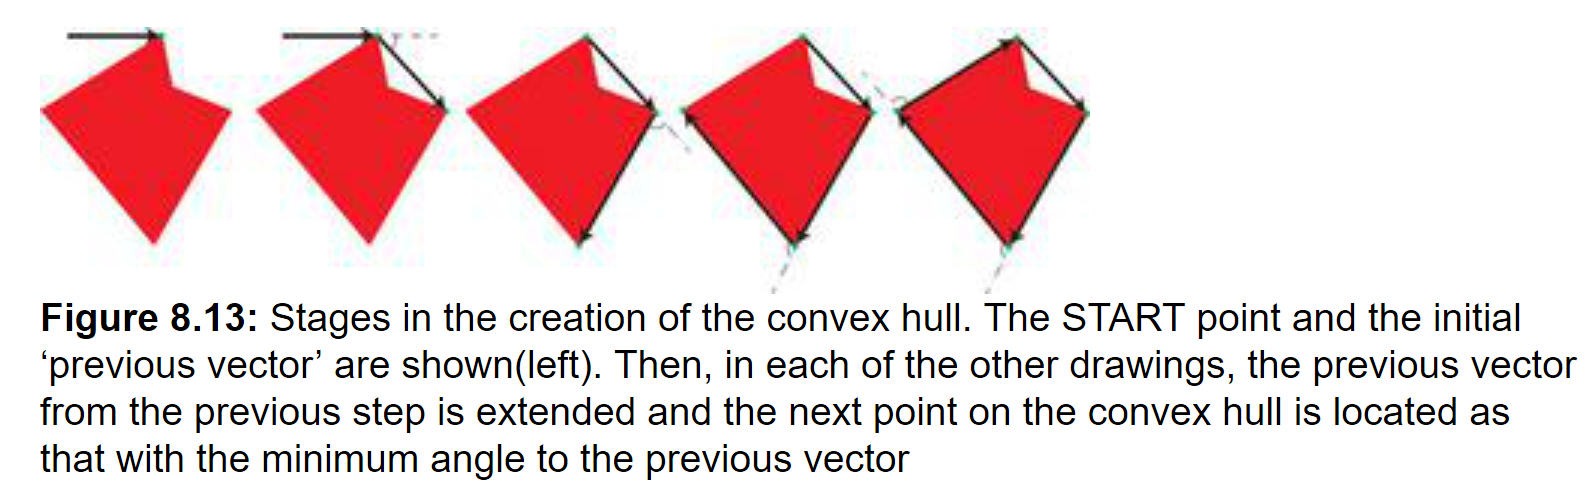 Figure 8.13: Stages in the creation of the convex hull. The START point and the initial
‘previous vector’ are shown(left). Then, in each of the other drawings, the previous vector
from the previous step is extended and the next point on the convex hull is located as
that with the minimum angle to the previous vector